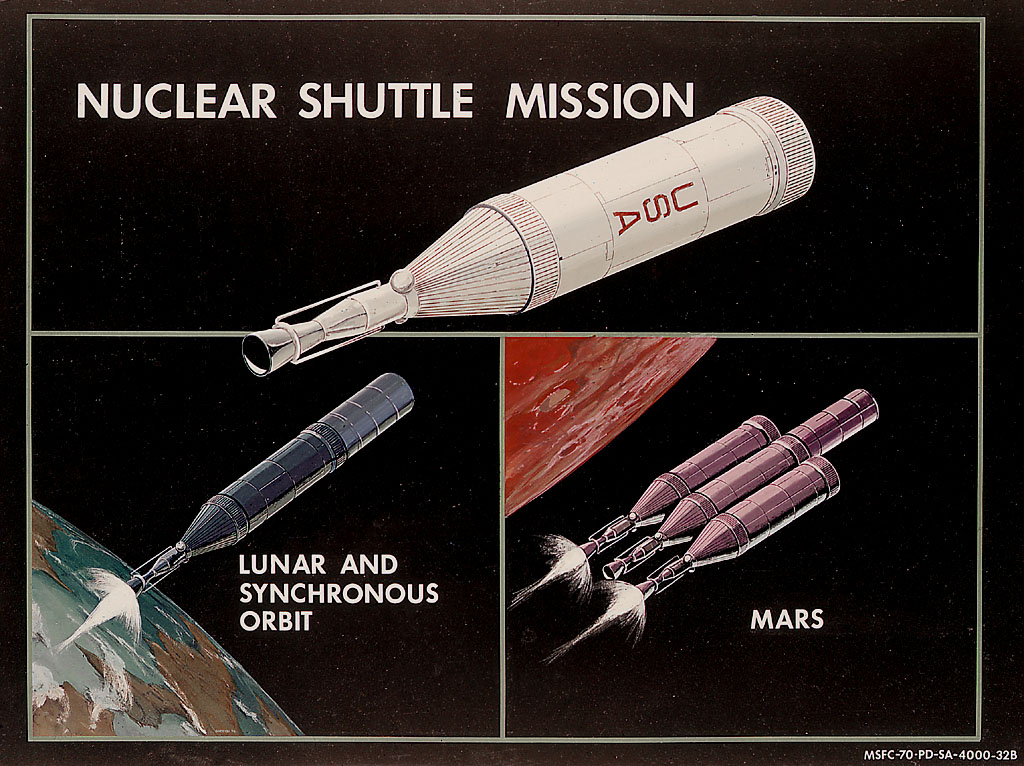 NUCLEAR SHUTTLE MISSION
USA
LUNAR AND
SYNCHRONOUS
ORBIT
MARS
MSFC-70-PD-SA-4000-32B